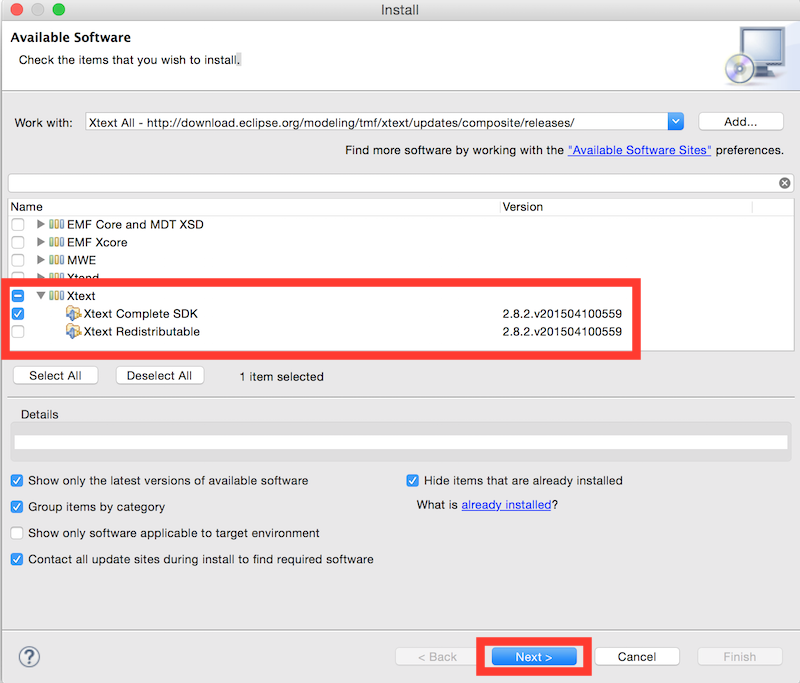 Install
Available Software
Check the items that you wish to install.
Work with: Xtext All - http://download.eclipse.org/modeling/tmf/xtext/updates/composite/releases/ Add...
Find more software by working with the "Available Software Sites" preferences.
Name Version
EMF Core and MDT XSD
EMF Xcore
MWE
Xtend
Xtext
Xtext Complete SDK 2.8.2.v201504100559
Xtext Redistributable 2.8.2.v201504100559
Select All Deselect All 1 item selected
Details
Show only the latest versions of available software Hide items that are already installed
Group items by category What is already installed?
Show only software applicable to target environment
Contact all update sites during install to find required software
? < Back Next > Cancel Finish